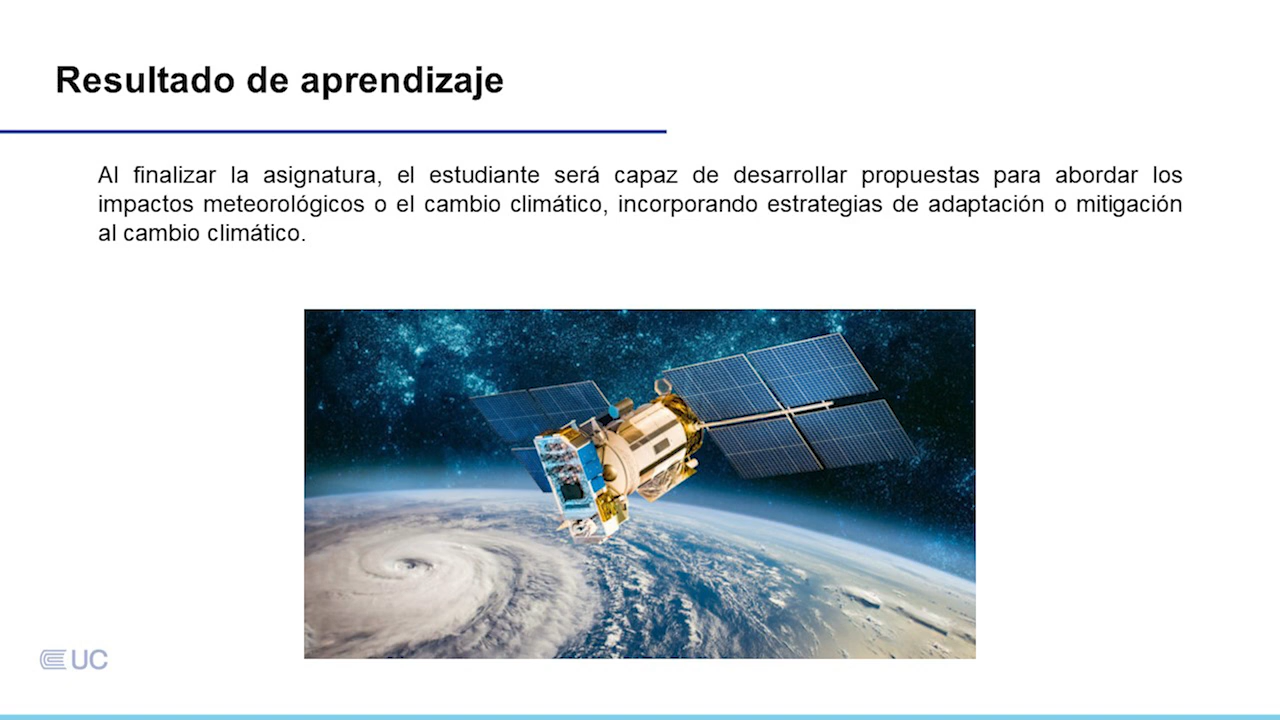 Resultado de aprendizaje
Al finalizar la asignatura, el estudiante será capaz de desarrollar propuestas para abordar los
impactos meteorológicos o el cambio climático, incorporando estrategias de adaptación o mitigación
al cambio climático.
UC